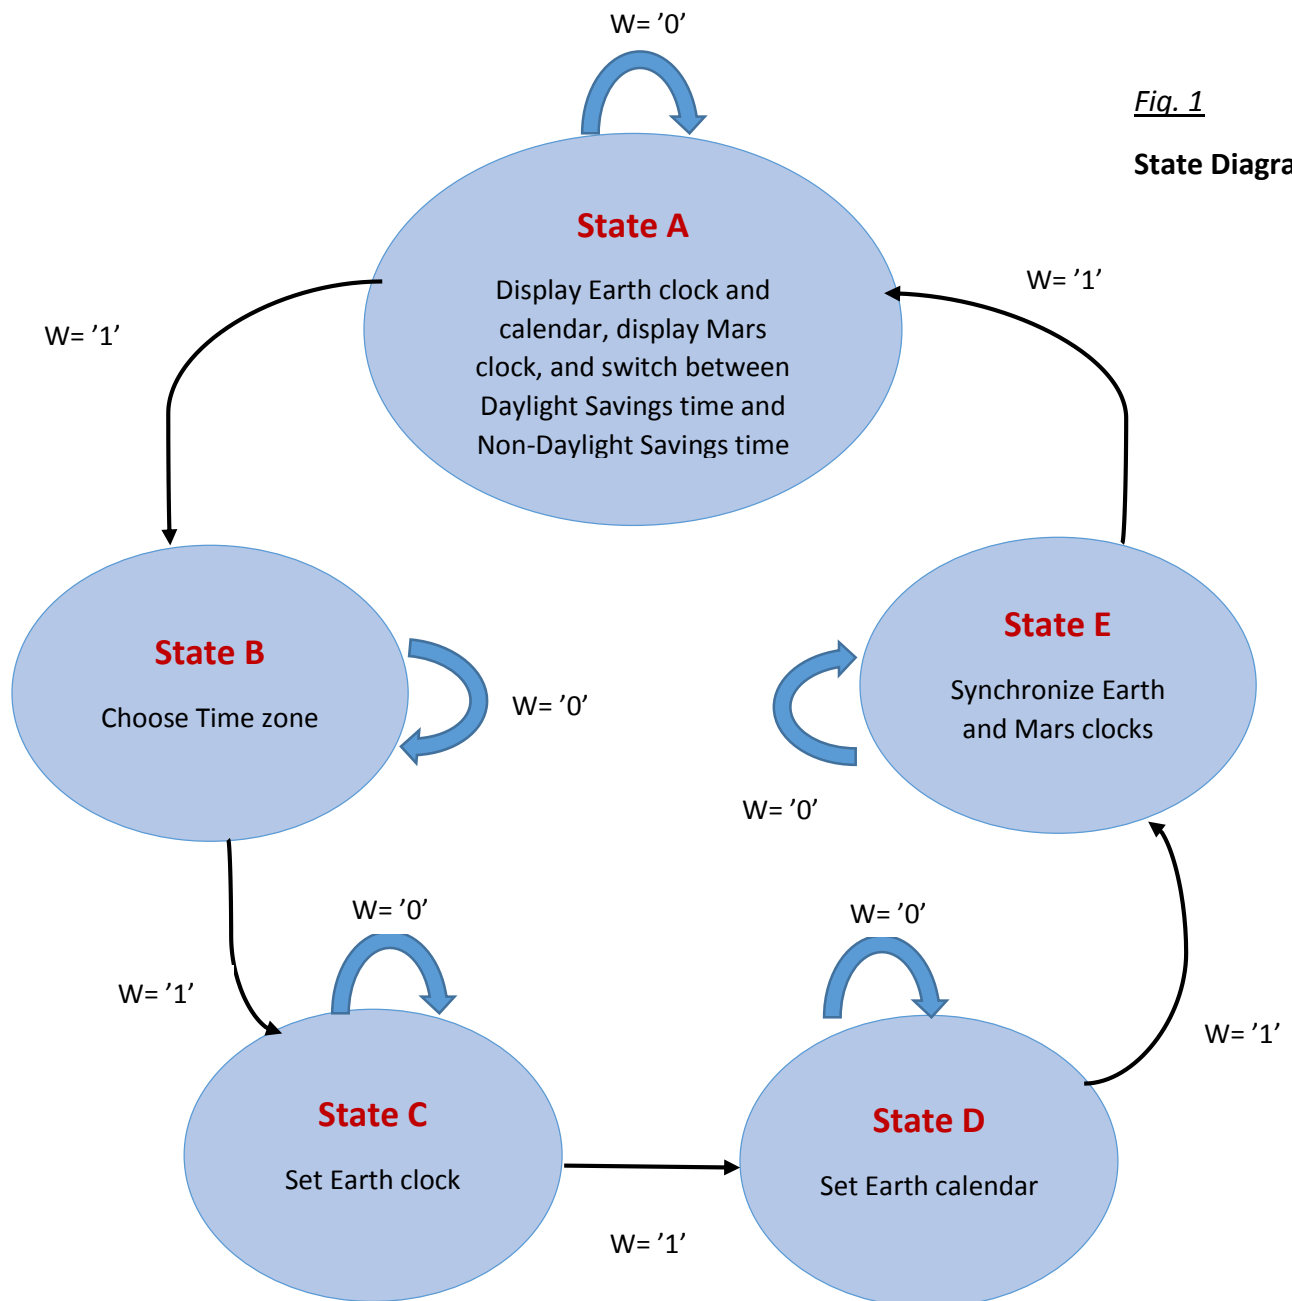 W= ’0’
Fig. 1
State Diagra
State A
Display Earth clock and
calendar, display Mars
clock, and switch between
Daylight Savings time and
Non-Daylight Savings time
W= ’1’
W= ’1’
State B
Choose Time zone
W= ’0’
State E
Synchronize Earth
and Mars clocks
W= ’0’
W= ’0’
W= ’0’
W= ’1’
W= ’1’
State C
Set Earth clock
State D
Set Earth calendar
W= ’1’